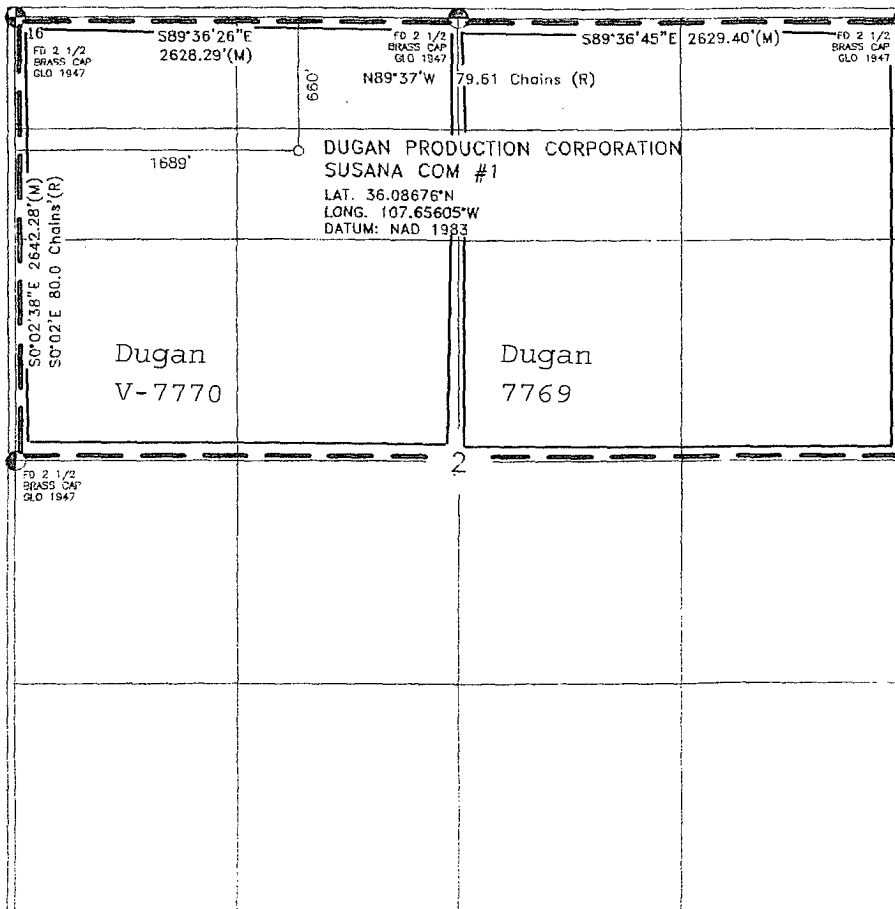 16
S89°36'26"E
2628.29'(M)
FD 2 1/2
BRASS CAP
GLO 1947
FD 2 1/2
BRASS CAP
GLO 1947
S89°36'45"E 2629.40'(M)
FD 2 1/2
BRASS CAP
GLO 1947
N89°37'W 79.61 Chains (R)
660'
1689'
DUGAN PRODUCTION CORPORATION
SUSANA COM #1
LAT. 36.08676°N
LONG. 107.65605°W
DATUM: NAD 1983
S0°02'38"E 2642.28'(M)
S0°02'E 80.0 Chains'(R)
Dugan
V-7770
Dugan
7769
2
FD 2 1/2
BRASS CAP
GLO 1947